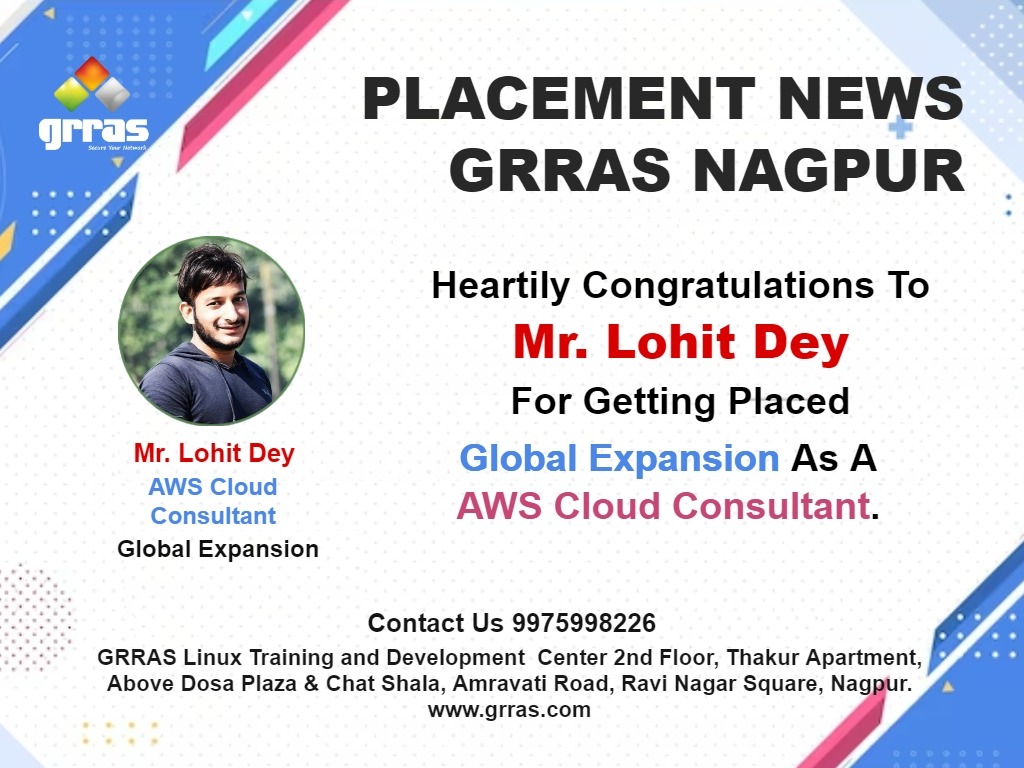 grras
Secure Your Network
PLACEMENT NEWS
GRRAS NAGPUR
Heartily Congratulations To
Mr. Lohit Dey
For Getting Placed
Global Expansion As A
AWS Cloud Consultant.
Mr. Lohit Dey
AWS Cloud
Consultant
Global Expansion
Contact Us 9975998226
GRRAS Linux Training and Development  Center 2nd Floor, Thakur Apartment,
Above Dosa Plaza & Chat Shala, Amravati Road, Ravi Nagar Square, Nagpur.
www.grras.com